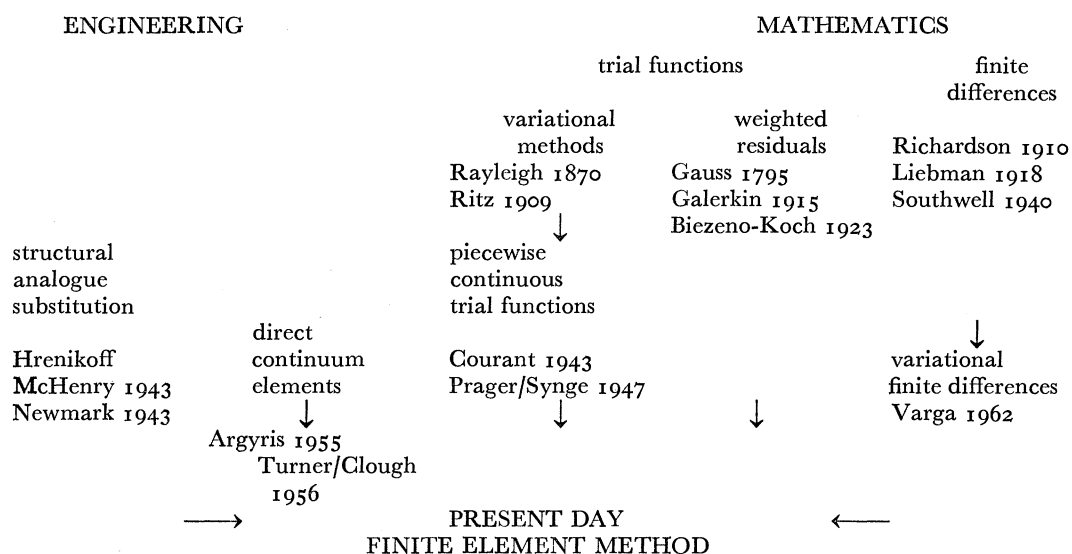 ENGINEERING
MATHEMATICS
trial functions
finite
differences
variational
methods
Rayleigh 1870
Ritz 1909
weighted
residuals
Gauss 1795
Galerkin 1915
Biezeno-Koch 1923
Richardson 1910
Liebman 1918
Southwell 1940
structural
analogue
substitution
piecewise
continuous
trial functions
Hrenikoff
McHenry 1943
Newmark 1943
direct
continuum
elements
Courant 1943
Prager/Synge 1947
variational
finite differences
Varga 1962
Argyris 1955
Turner/Clough
1956
PRESENT DAY
FINITE ELEMENT METHOD